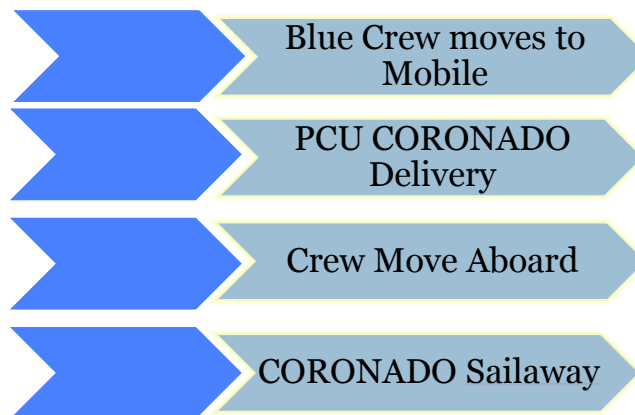 Blue Crew moves to
Mobile
PCU CORONADO
Delivery
Crew Move Aboard
CORONADO Sailaway